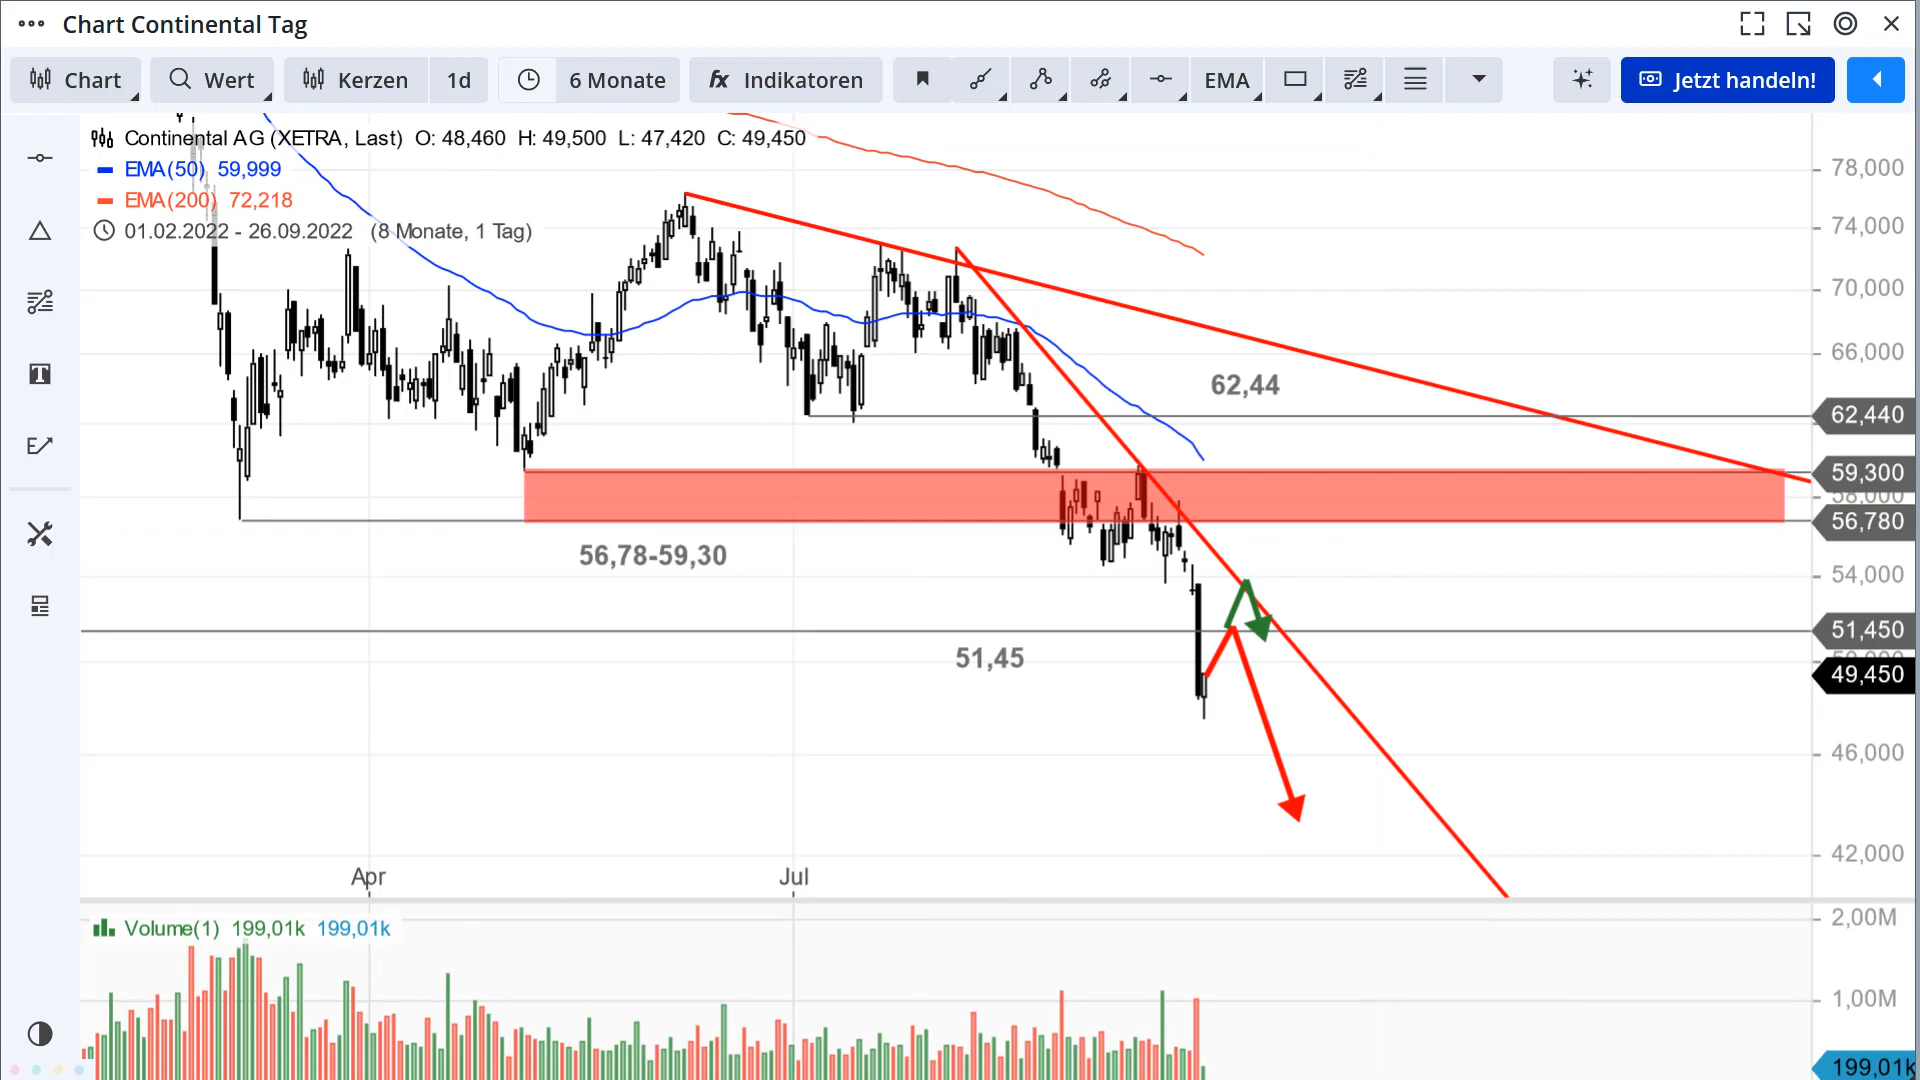 Chart Continental Tag
Chart Wert Kerzen 1d 6 Monate fx Indikatoren EMA Jetzt handeln!
Continental AG (XETRA, Last) O: 48,460 H: 49,500 L: 47,420 C: 49,450
EMA(50) 59,999
EMA(200) 72,218
01.02.2022 - 26.09.2022 (8 Monate, 1 Tag)
78,000
74,000
70,000
66,000
62,44
62,440
59,300
58,000
56,780
56,78-59,30
54,000
51,450
51,45
49,450
46,000
42,000
Apr Jul
Volume(1) 199,01k 199,01k
2,00M
1,00M
199,01k